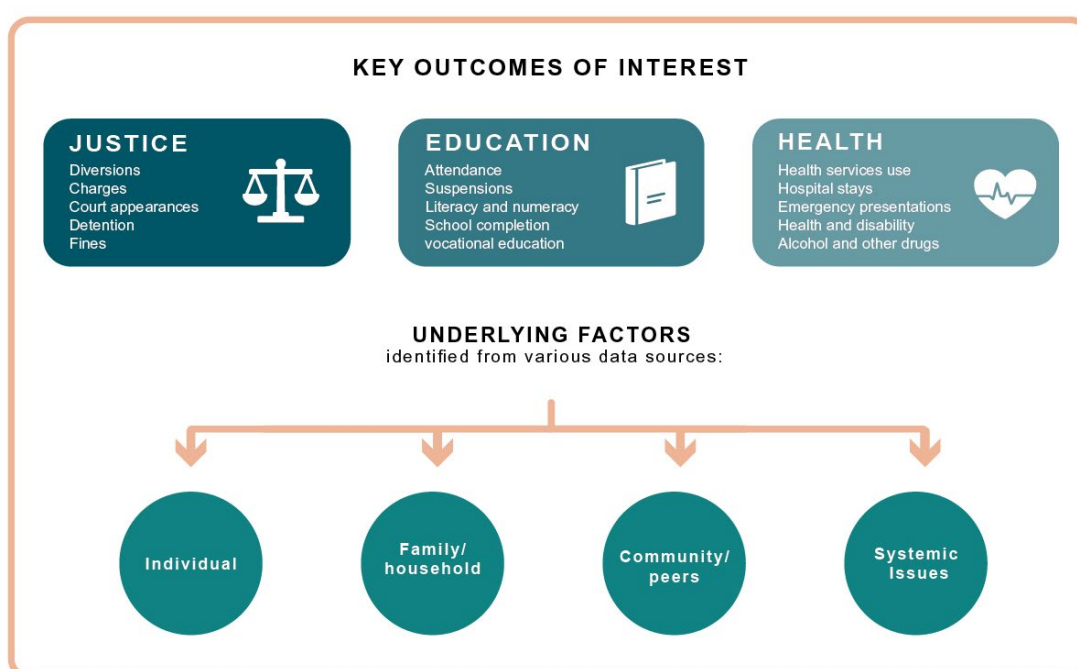 KEY OUTCOMES OF INTEREST
JUSTICE
Diversions
Charges
Court appearances
Detention
Fines
EDUCATION
Attendance
Suspensions
Literacy and numeracy
School completion
vocational education
HEALTH
Health services use
Hospital stays
Emergency presentations
Health and disability
Alcohol and other drugs
UNDERLYING FACTORS
identified from various data sources:
Individual
Family/
household
Community/
peers
Systemic
Issues